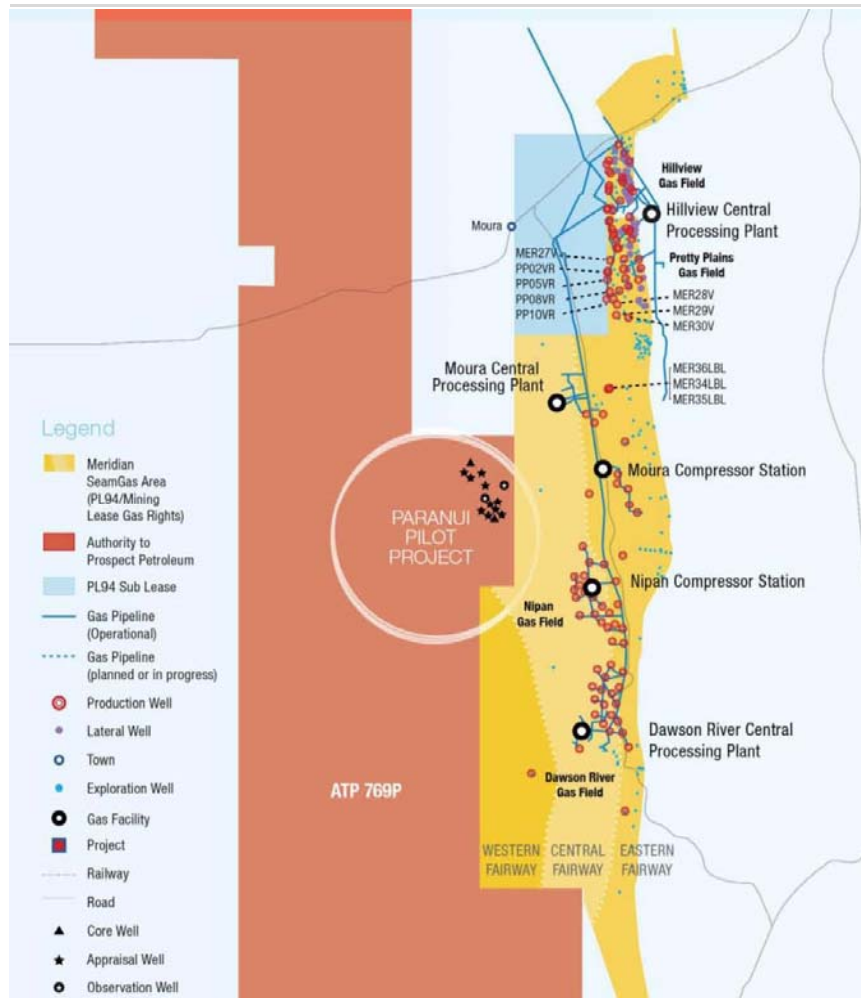 Hillview
Gas Field
Hillview Central
Processing Plant
Moura
MER27V
PP02VR
PP05VR
PP08VR
PP10VR
Pretty Plains
Gas Field
MER28V
MER29V
MER30V
Moura Central
Processing Plant
MER36LBL
MER34LBL
MER35LBL
Moura Compressor Station
PARANUI
PILOT
PROJECT
Nipan Compressor Station
Nipan
Gas Field
Dawson River Central
Processing Plant
Dawson River
Gas Field
ATP 769P
WESTERN
FAIRWAY
CENTRAL
FAIRWAY
EASTERN
FAIRWAY
Legend
Meridian
SeamGas Area
(PL94/Mining
Lease Gas Rights)
Authority to
Prospect Petroleum
PL94 Sub Lease
Gas Pipeline
(Operational)
Gas Pipeline
(planned or in progress)
Production Well
Lateral Well
Town
Exploration Well
Gas Facility
Project
Railway
Road
Core Well
Appraisal Well
Observation Well